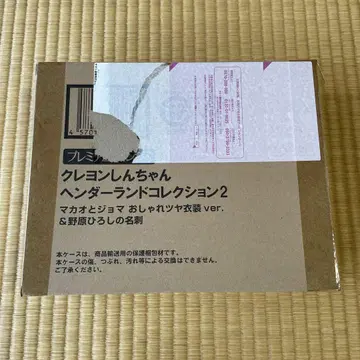 4 570
プレミ
クレヨンしんちゃん
ヘンダーランドコレクション2
マカオとジョマ おしゃれツヤ衣装 ver.
&野原ひろしの名刺
本ケースは、商品輸送用の保護梱包材です。
本ケースの傷、つぶれ、汚れ等による交換はできません。
ご了承ください。